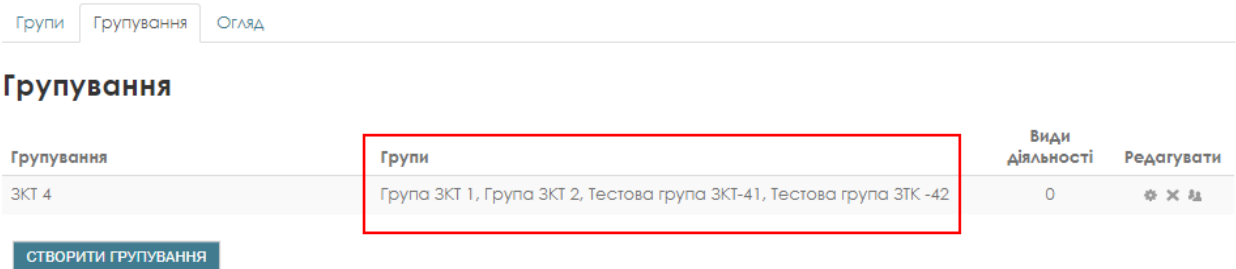 Групи Групування Огляд
Групування
Групування Групи Види діяльності Редагувати
ЗКТ 4 Група ЗКТ 1, Група ЗКТ 2, Тестова група ЗКТ-41, Тестова група ЗТК -42 0
СТВОРИТИ ГРУПУВАННЯ